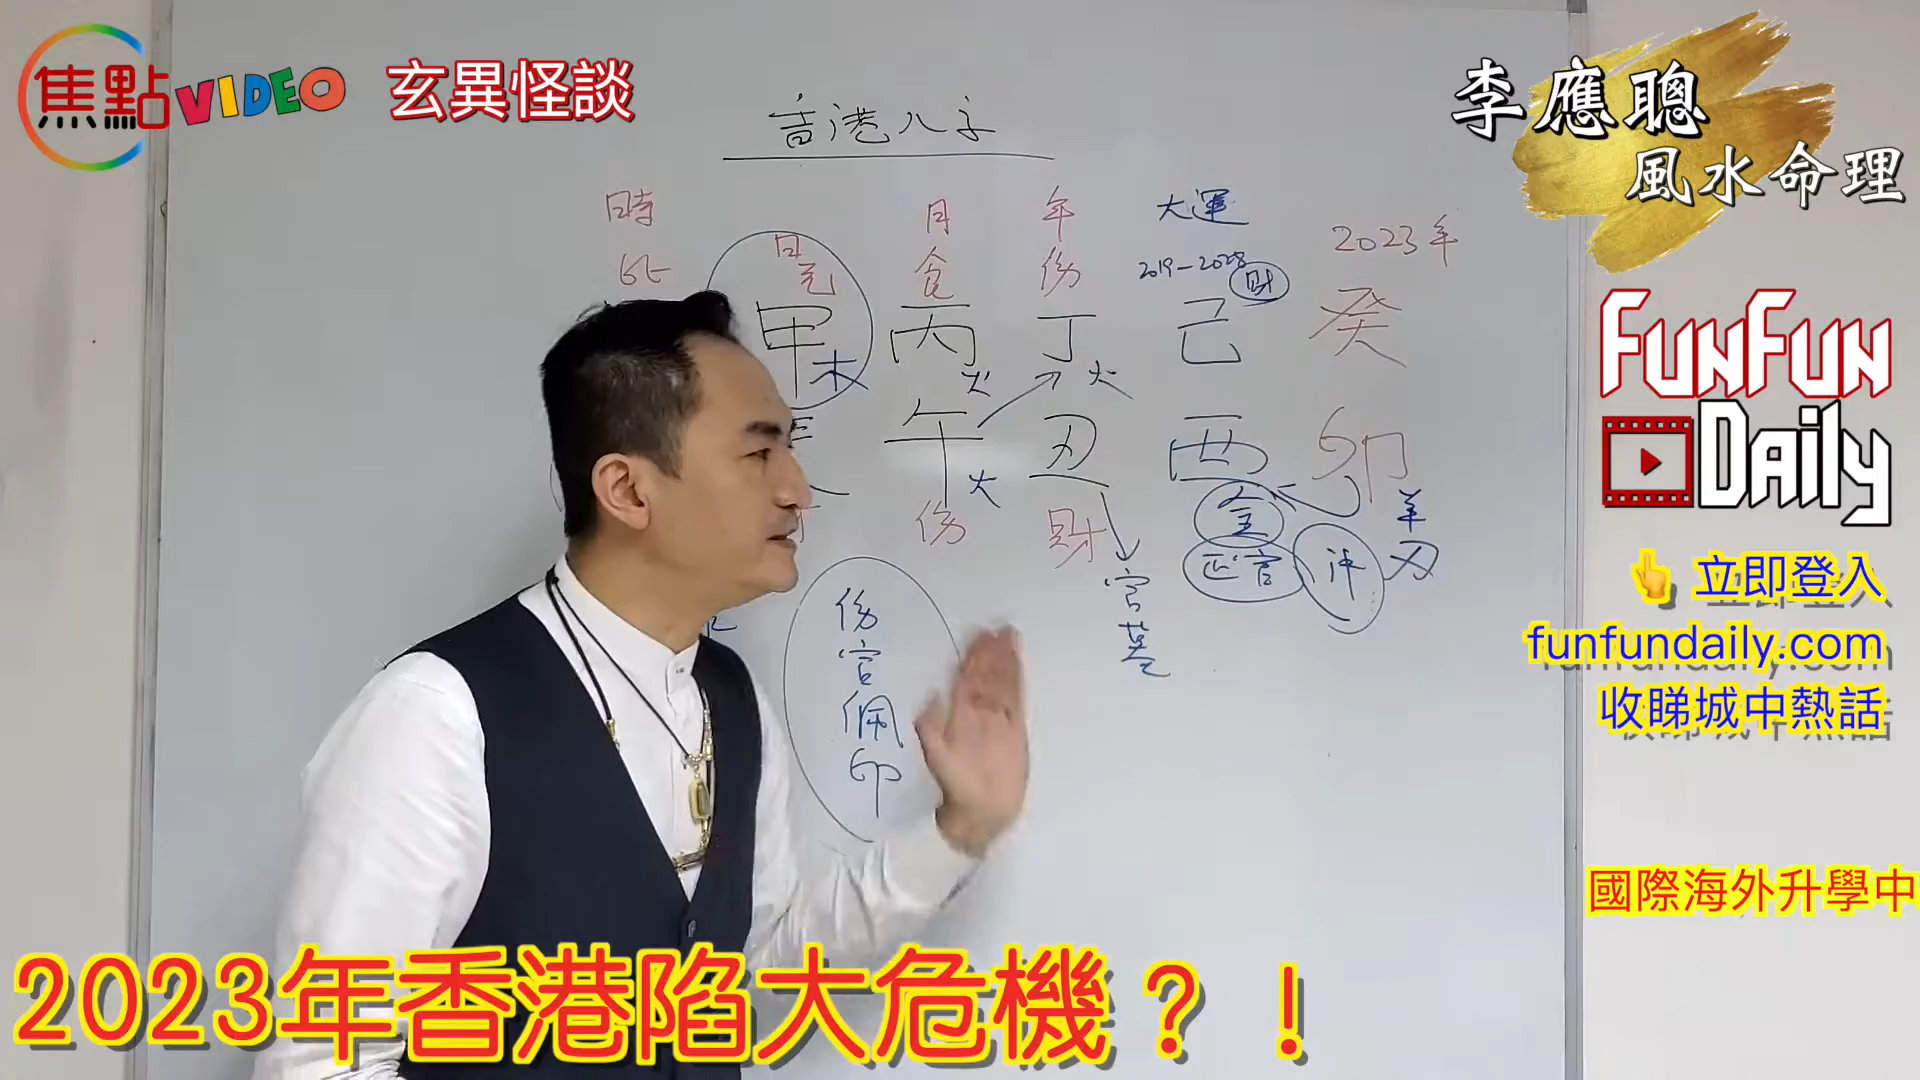 焦點VIDEO 玄異怪談
李應聰
風水命理
香港八字
時 日元 月 年 大運 2023年
比 食 傷 2019-2028 財
甲木 丙火 丁火 己 癸
午火 丑 酉 卯
傷 財 金 羊刃
官墓 正官 沖
傷官佩印
FUNFUN
DAILY
👆 立即登入
funfundaily.com
收睇城中熱話
國際海外升學中
2023年香港陷大危機？！